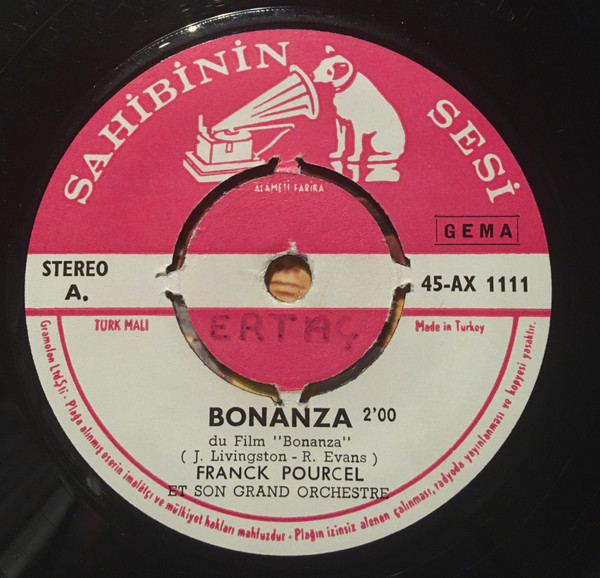 SAHİBİNİN SESİ
ALAMETİ FARİKA
GEMA
STEREO
A.
45-AX 1111
TÜRK MALI
Made in Turkey
ERTAÇ
BONANZA 2'00
du Film "Bonanza"
( J. Livingston - R. Evans )
FRANCK POURCEL
ET SON GRAND ORCHESTRE
Gramofon Ltd Şti - Plağa alınmış eserin imalâtçı ve mülkiyet hakları mahfuzdur - Plağın izinsiz alenen çalınması, radyoda yayınlanması ve kopyesi yasaktır.